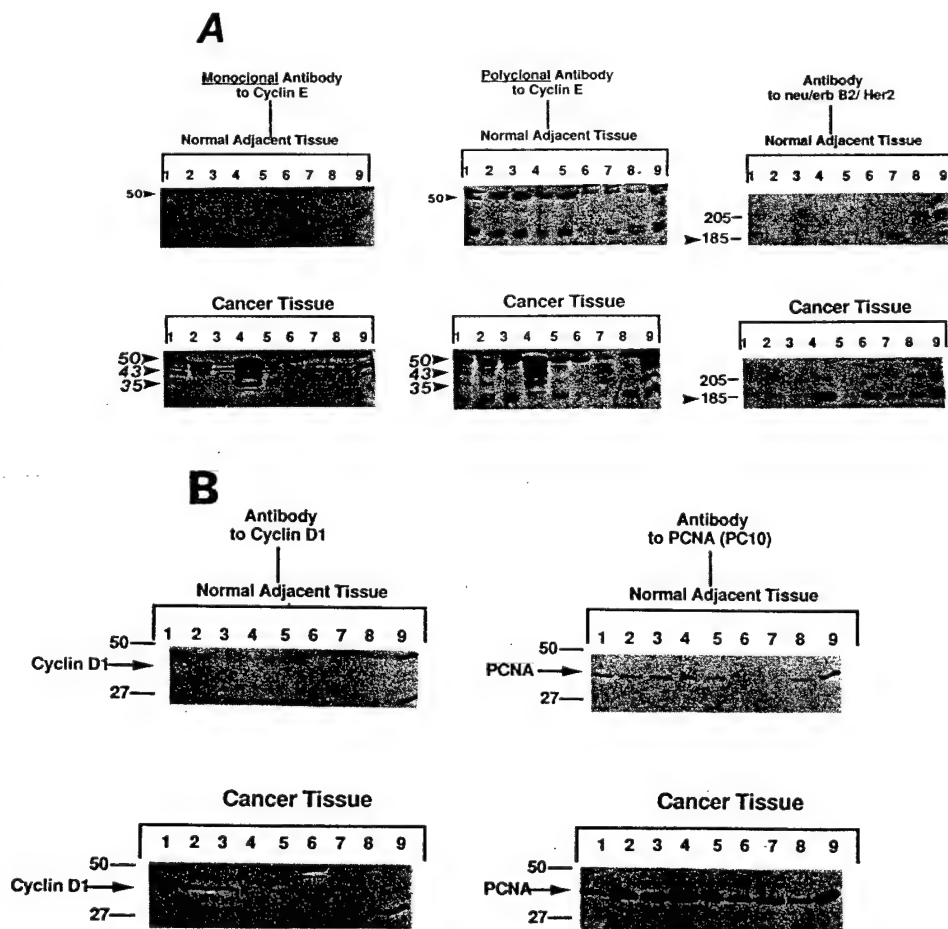 A
Monoclonal Antibody
to Cyclin E
Normal Adjacent Tissue
1 2 3 4 5 6 7 8 9
50
Polyclonal Antibody
to Cyclin E
Normal Adjacent Tissue
1 2 3 4 5 6 7 8 9
50
Antibody
to neu/erb B2/ Her2
Normal Adjacent Tissue
1 2 3 4 5 6 7 8 9
205
185
Cancer Tissue
1 2 3 4 5 6 7 8 9
50
43
35
Cancer Tissue
1 2 3 4 5 6 7 8 9
50
43
35
Cancer Tissue
1 2 3 4 5 6 7 8 9
205
185
B
Antibody
to Cyclin D1
Normal Adjacent Tissue
1 2 3 4 5 6 7 8 9
50
Cyclin D1
27
Antibody
to PCNA (PC10)
Normal Adjacent Tissue
1 2 3 4 5 6 7 8 9
50
PCNA
27
Cancer Tissue
1 2 3 4 5 6 7 8 9
50
Cyclin D1
27
Cancer Tissue
1 2 3 4 5 6 7 8 9
50
PCNA
27